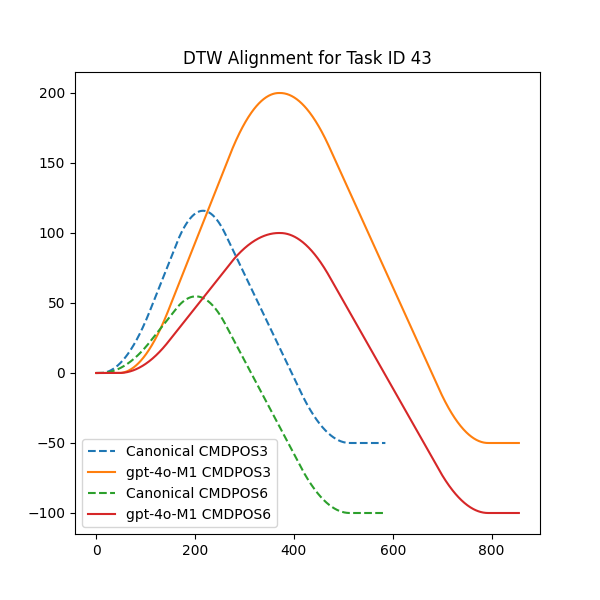 DTW Alignment for Task ID 43
200
150
100
50
0
−50
−100
Canonical CMDPOS3
gpt-4o-M1 CMDPOS3
Canonical CMDPOS6
gpt-4o-M1 CMDPOS6
0 200 400 600 800